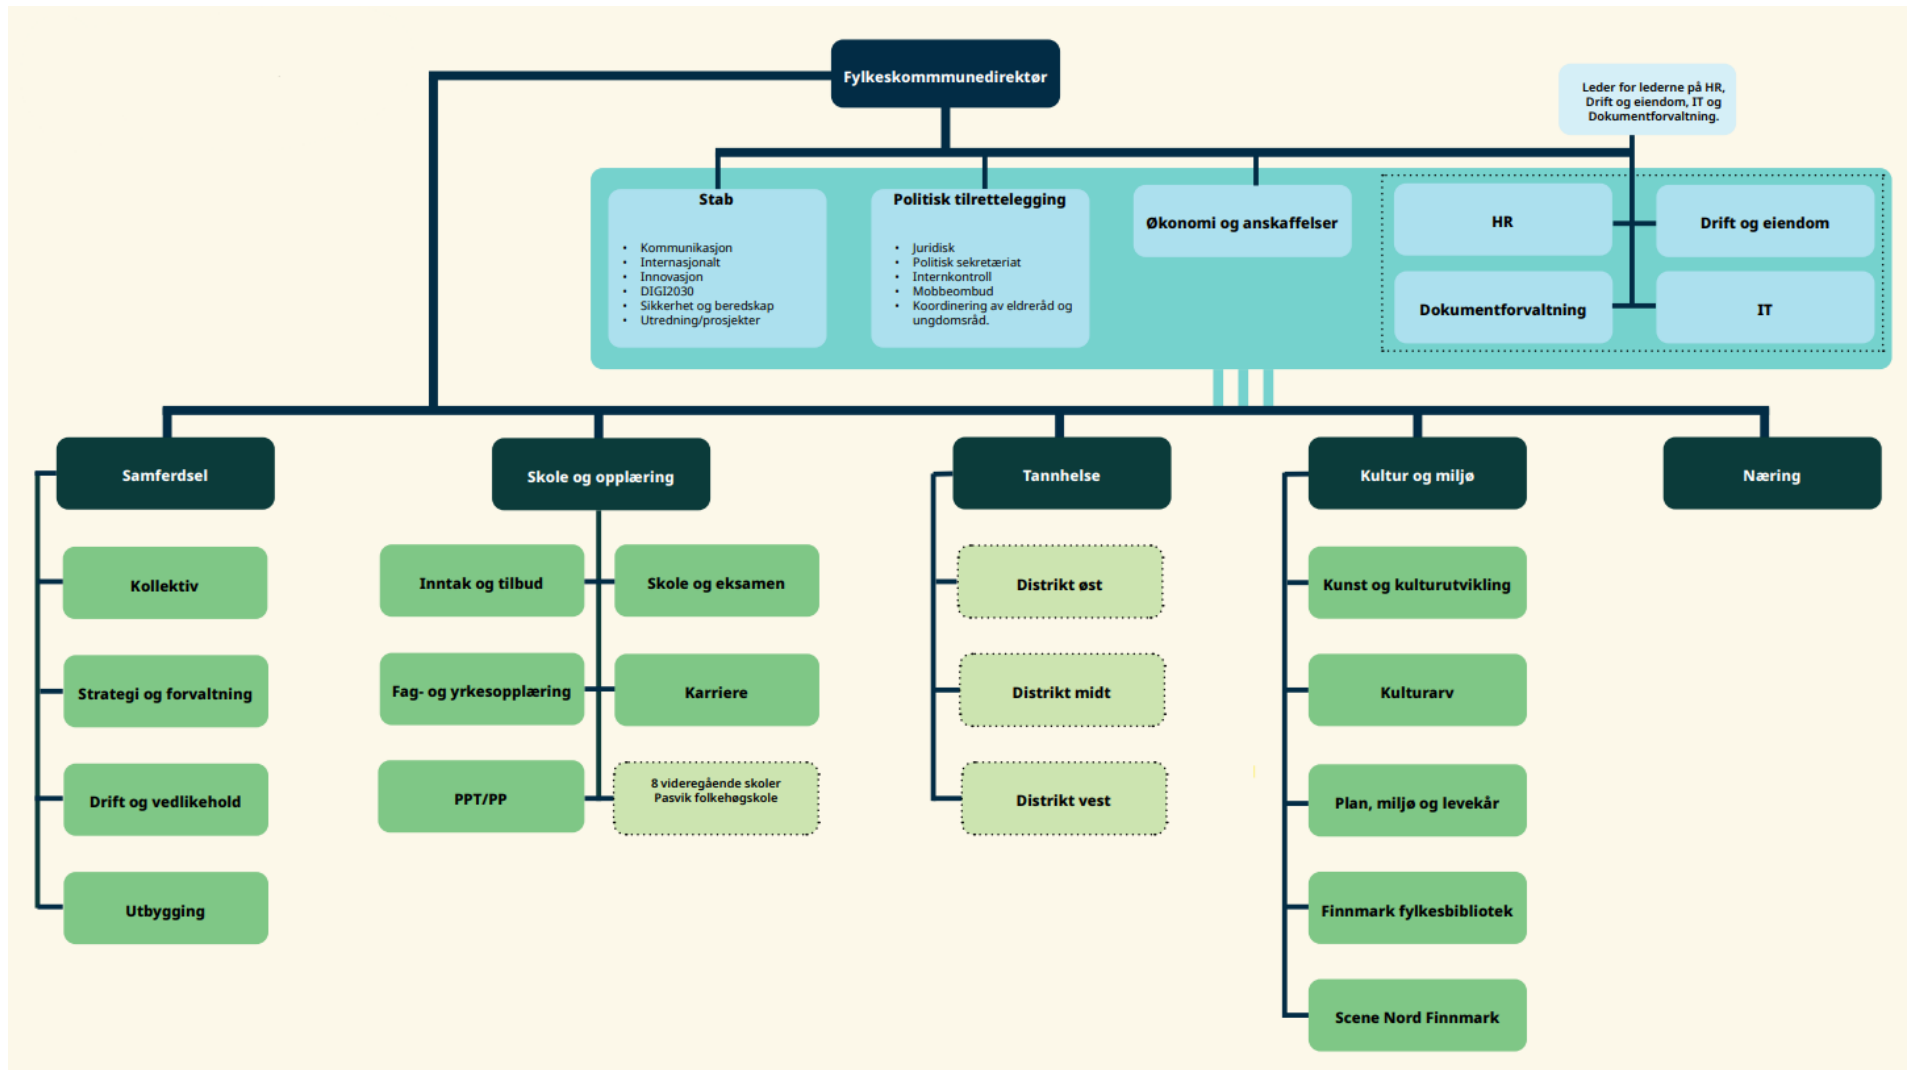 Fylkeskommmunedirektør
Leder for lederne på HR,
Drift og eiendom, IT og
Dokumentforvaltning.
Stab
• Kommunikasjon
• Internasjonalt
• Innovasjon
• DIGI2030
• Sikkerhet og beredskap
• Utredning/prosjekter
Politisk tilrettelegging
• Juridisk
• Politisk sekretæriat
• Internkontroll
• Mobbeombud
• Koordinering av eldreråd og
ungdomsråd.
Økonomi og anskaffelser
HR
Drift og eiendom
Dokumentforvaltning
IT
Samferdsel
Kollektiv
Strategi og forvaltning
Drift og vedlikehold
Utbygging
Skole og opplæring
Inntak og tilbud
Skole og eksamen
Fag- og yrkesopplæring
Karriere
PPT/PP
8 videregående skoler
Pasvik folkehøgskole
Tannhelse
Distrikt øst
Distrikt midt
Distrikt vest
Kultur og miljø
Kunst og kulturutvikling
Kulturarv
Plan, miljø og levekår
Finnmark fylkesbibliotek
Scene Nord Finnmark
Næring